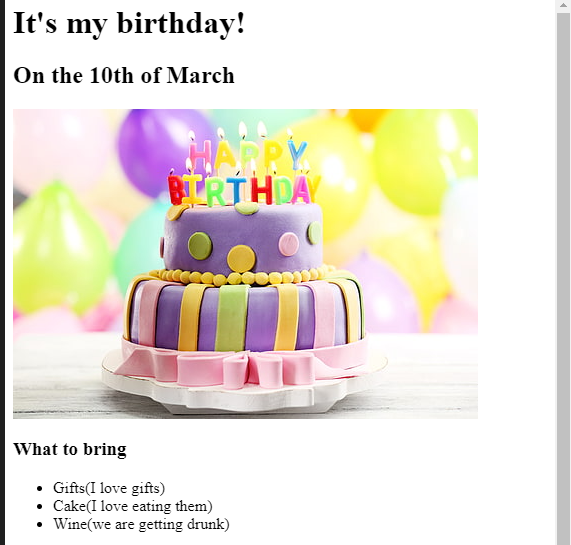 It's my birthday!
On the 10th of March
HAPPY
BIRTHDAY
What to bring
Gifts(I love gifts)
Cake(I love eating them)
Wine(we are getting drunk)